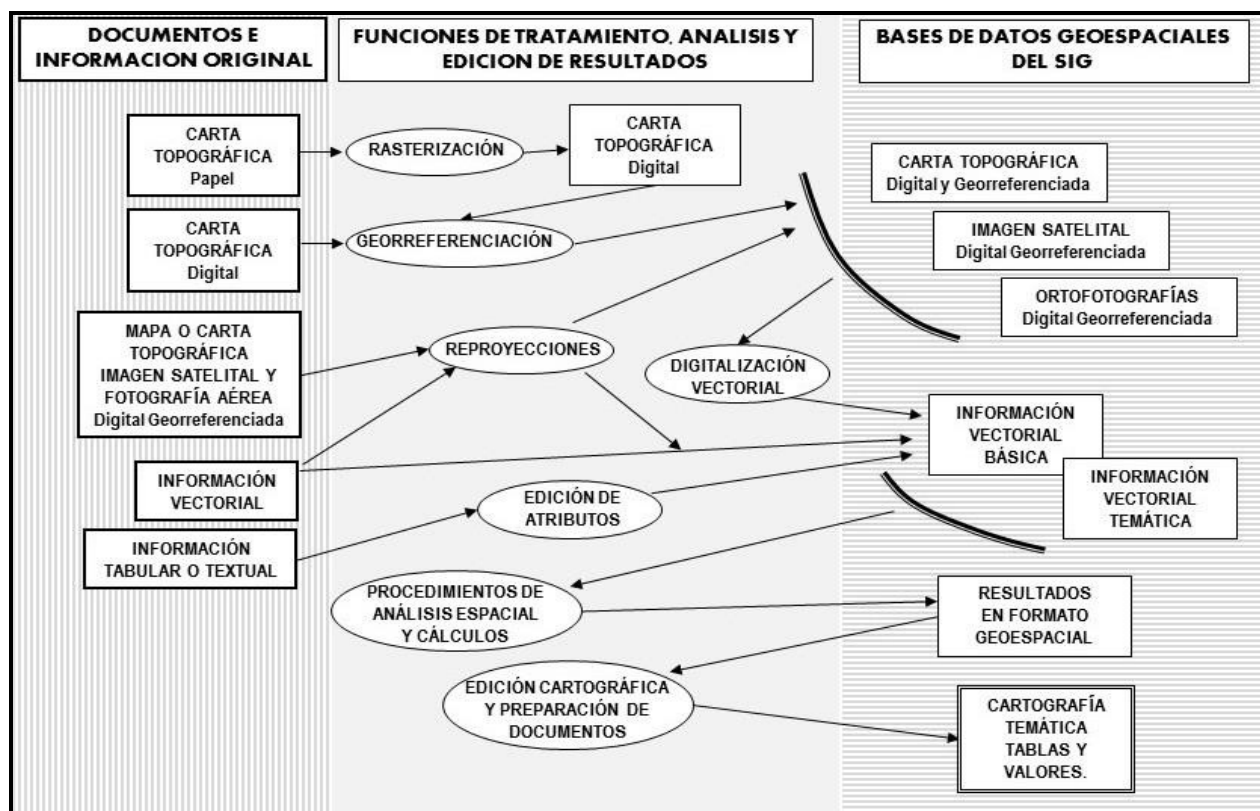 DOCUMENTOS E
INFORMACION ORIGINAL
FUNCIONES DE TRATAMIENTO, ANALISIS Y
EDICION DE RESULTADOS
BASES DE DATOS GEOESPACIALES
DEL SIG
CARTA
TOPOGRÁFICA
Papel
RASTERIZACIÓN
CARTA
TOPOGRÁFICA
Digital
CARTA
TOPOGRÁFICA
Digital
GEORREFERENCIACIÓN
CARTA TOPOGRÁFICA
Digital y Georreferenciada
IMAGEN SATELITAL
Digital Georreferenciada
ORTOFOTOGRAFÍAS
Digital Georreferenciada
MAPA O CARTA
TOPOGRÁFICA
IMAGEN SATELITAL Y
FOTOGRAFÍA AÉREA
Digital Georreferenciada
REPROYECCIONES
DIGITALIZACIÓN
VECTORIAL
INFORMACIÓN
VECTORIAL
BÁSICA
INFORMACIÓN
VECTORIAL
TEMÁTICA
INFORMACIÓN
VECTORIAL
EDICIÓN DE
ATRIBUTOS
INFORMACIÓN
TABULAR O TEXTUAL
PROCEDIMIENTOS DE
ANÁLISIS ESPACIAL
Y CÁLCULOS
RESULTADOS
EN FORMATO
GEOESPACIAL
EDICIÓN CARTOGRÁFICA
Y PREPARACIÓN DE
DOCUMENTOS
CARTOGRAFÍA
TEMÁTICA
TABLAS Y
VALORES.